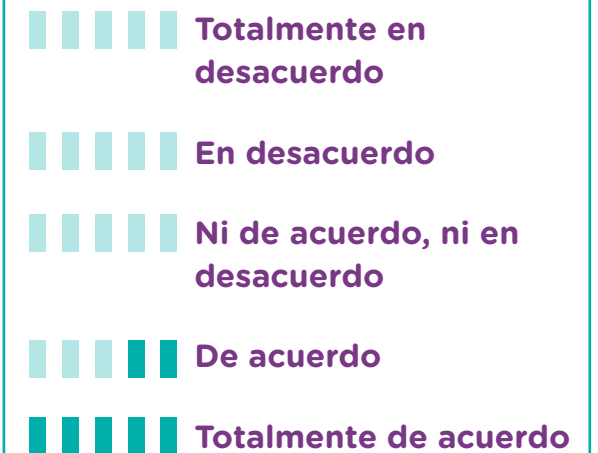 Totalmente en
desacuerdo
En desacuerdo
Ni de acuerdo, ni en
desacuerdo
De acuerdo
Totalmente de acuerdo